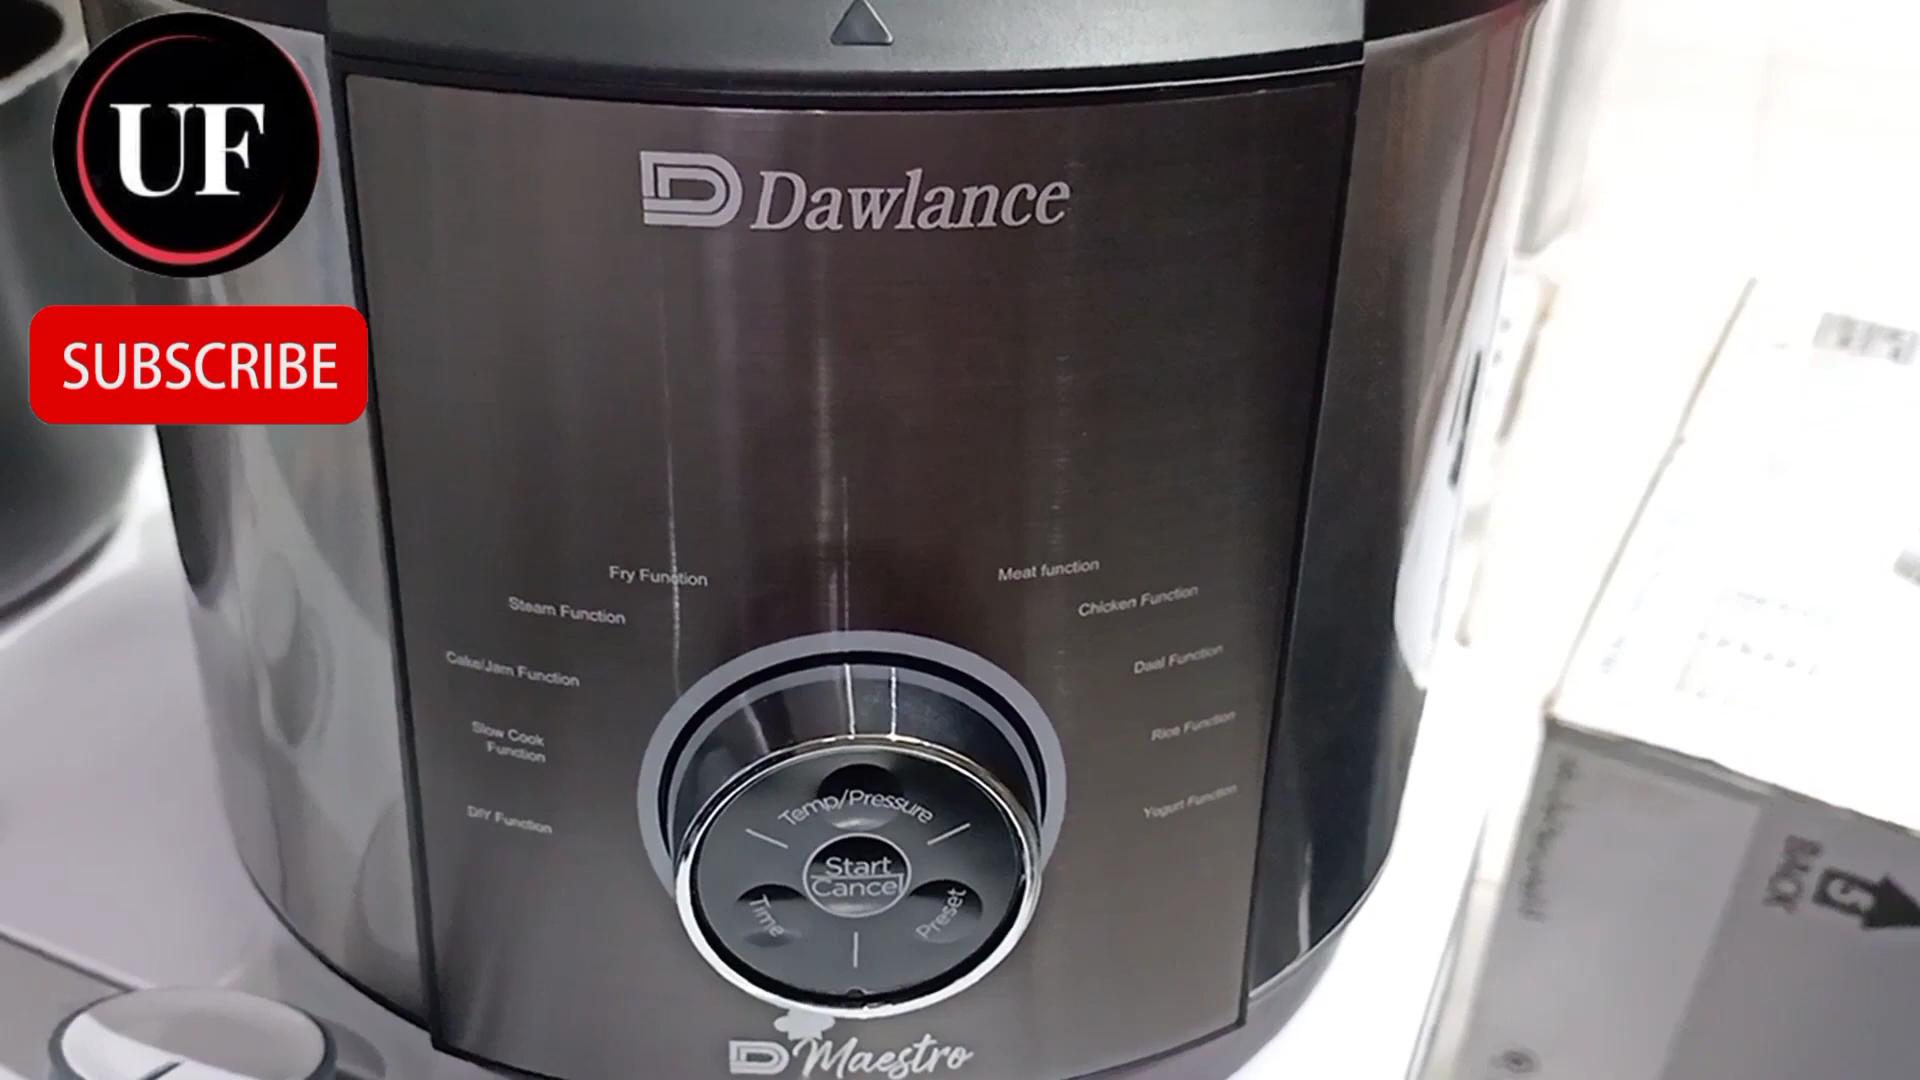 UF
SUBSCRIBE
Dawlance
Fry Function
Steam Function
Cake/Jam Function
Slow Cook
Function
DIY Function
Meat function
Chicken Function
Daal Function
Rice Function
Yogurt Function
Temp/Pressure
Start
Cancel
Time
Preset
Maestro
BACK